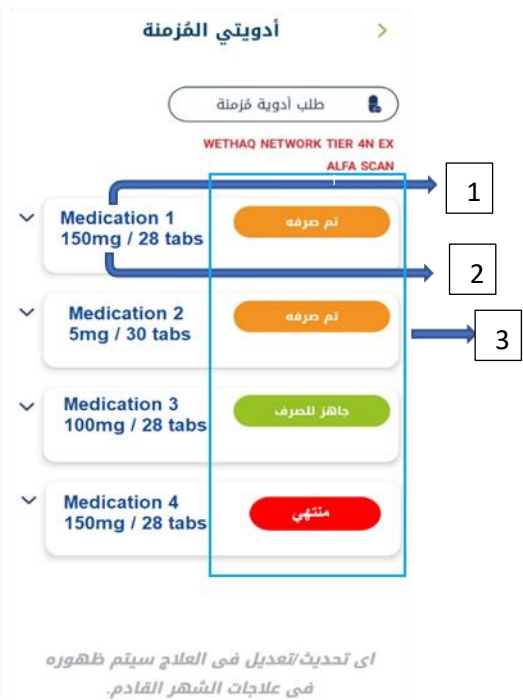 أدويتي المُزمنة
طلب أدوية مُزمنة
WETHAQ NETWORK TIER 4N EX
ALFA SCAN
1
Medication 1
تم صرفه
150mg / 28 tabs
2
Medication 2
تم صرفه
5mg / 30 tabs
3
Medication 3
جاهز للصرف
100mg / 28 tabs
Medication 4
منتهي
150mg / 28 tabs
اى تحديث/تعديل فى العلاج سيتم ظهوره
فى علاجات الشهر القادم.